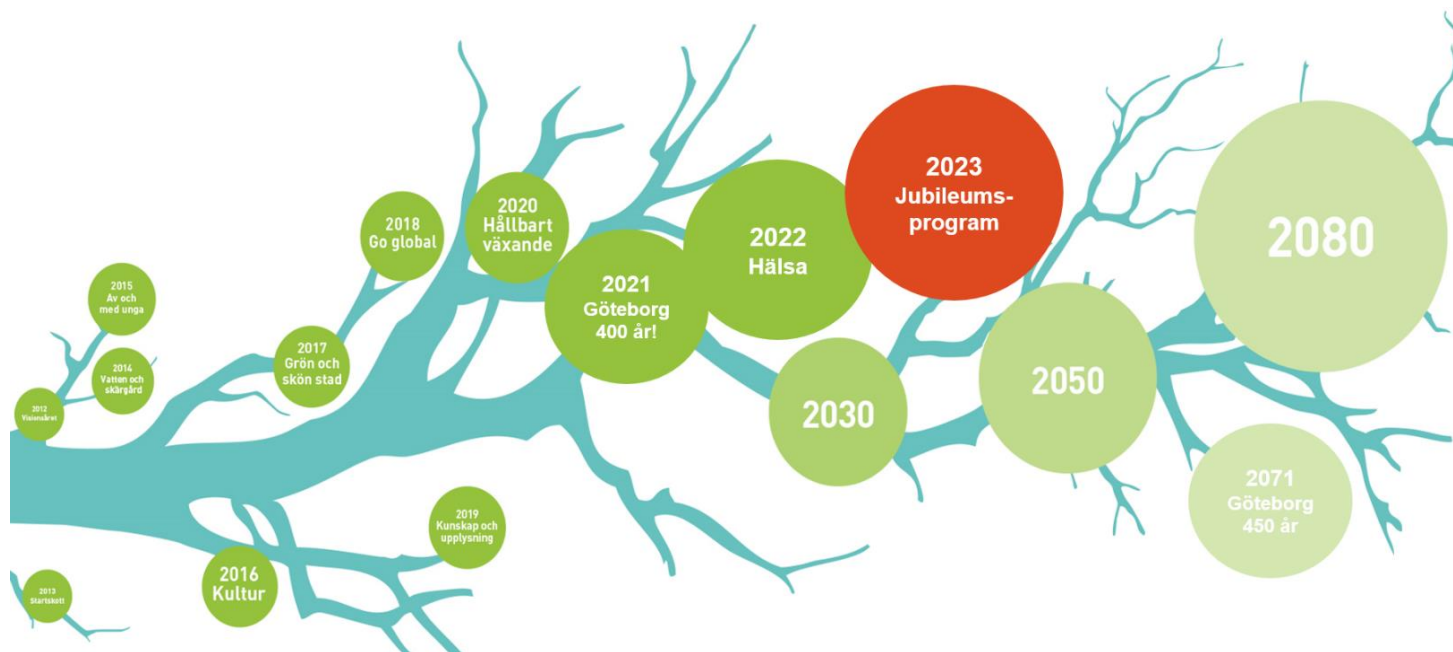 2012
Visionsåret
2013
Startskott
2014
Vatten och
skärgård
2015
Av och
med unga
2016
Kultur
2017
Grön och
skön stad
2018
Go global
2019
Kunskap och
upplysning
2020
Hållbart
växande
2021
Göteborg
400 år!
2022
Hälsa
2023
Jubileums-
program
2030
2050
2071
Göteborg
450 år
2080